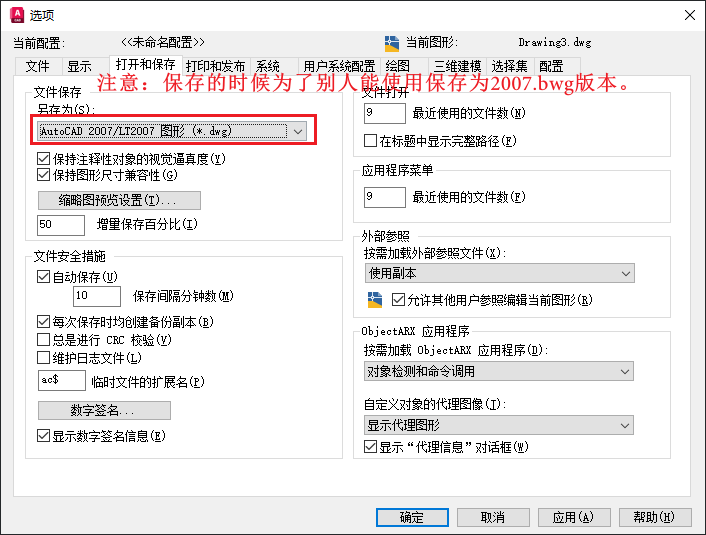 选项
当前配置: <<未命名配置>> 当前图形: Drawing3.dwg
文件 显示 打开和保存 打印和发布 系统 用户系统配置 绘图 三维建模 选择集 配置
注意：保存的时候为了别人能使用保存为2007.bwg版本。
文件保存
另存为(S):
AutoCAD 2007/LT2007 图形 (*.dwg)
保持注释性对象的视觉逼真度(Y)
保持图形尺寸兼容性(G)
缩略图预览设置(T)...
50 增量保存百分比(I)
文件安全措施
自动保存(U)
10 保存间隔分钟数(M)
每次保存时均创建备份副本(B)
总是进行 CRC 校验(V)
维护日志文件(L)
ac$ 临时文件的扩展名(P)
数字签名...
显示数字签名信息(E)
文件打开
9 最近使用的文件数(N)
在标题中显示完整路径(F)
应用程序菜单
9 最近使用的文件数(F)
外部参照
按需加载外部参照文件(X):
使用副本
允许其他用户参照编辑当前图形(R)
ObjectARX 应用程序
按需加载 ObjectARX 应用程序(D):
对象检测和命令调用
自定义对象的代理图像(I):
显示代理图形
显示“代理信息”对话框(W)
确定 取消 应用(A) 帮助(H)